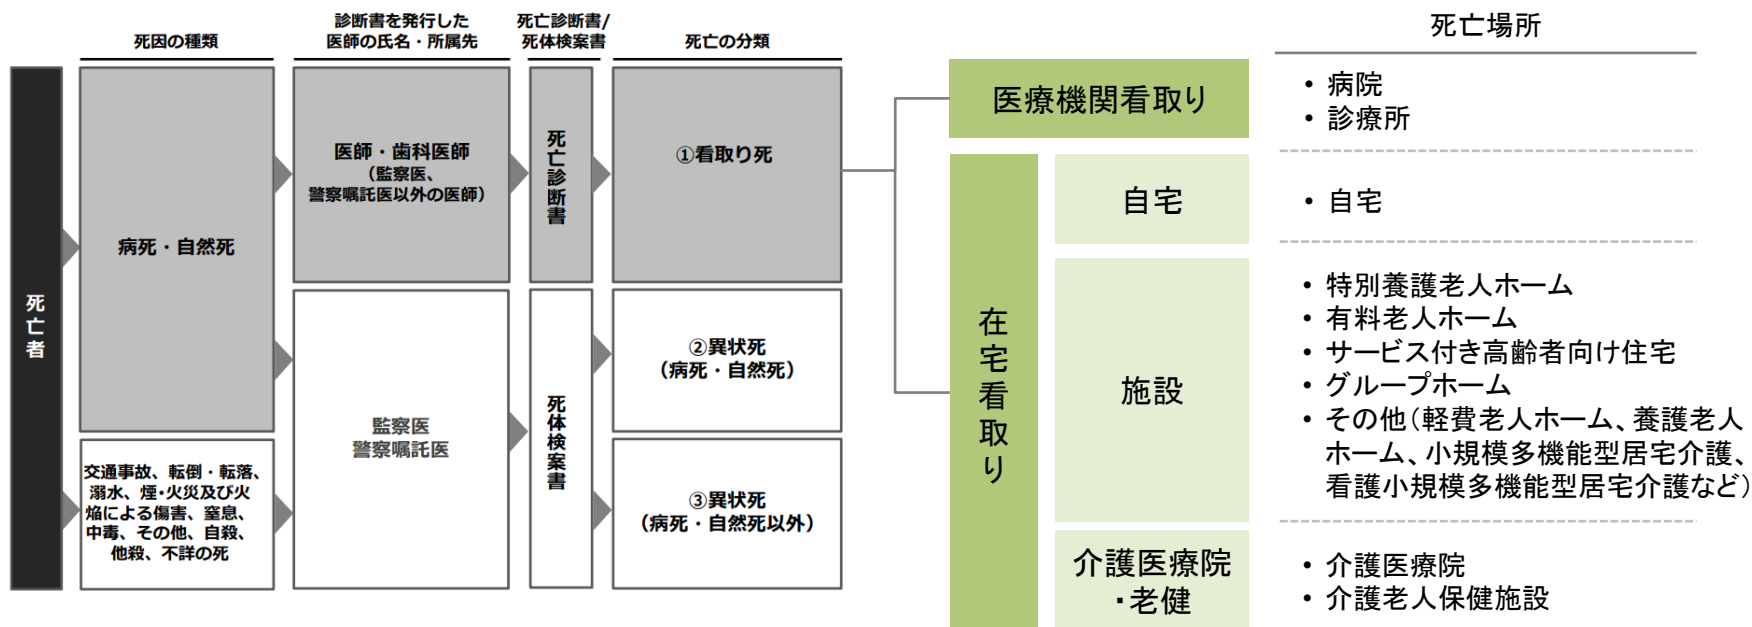 死因の種類
診断書を発行した
医師の氏名・所属先
死亡診断書/
死体検案書
死亡の分類
死亡場所
死亡者
病死・自然死
交通事故、転倒・転落、
溺水、煙・火災及び火
焔による傷害、窒息、
中毒、その他、自殺、
他殺、不詳の死
医師・歯科医師
（監察医、
警察嘱託医以外の医師）
監察医
警察嘱託医
死亡診断書
死体検案書
①看取り死
②異状死
（病死・自然死）
③異状死
（病死・自然死以外）
医療機関看取り
・病院
・診療所
在宅看取り
自宅
・自宅
施設
・特別養護老人ホーム
・有料老人ホーム
・サービス付き高齢者向け住宅
・グループホーム
・その他（軽費老人ホーム、養護老人
ホーム、小規模多機能型居宅介護、
看護小規模多機能型居宅介護など）
介護医療院
・老健
・介護医療院
・介護老人保健施設